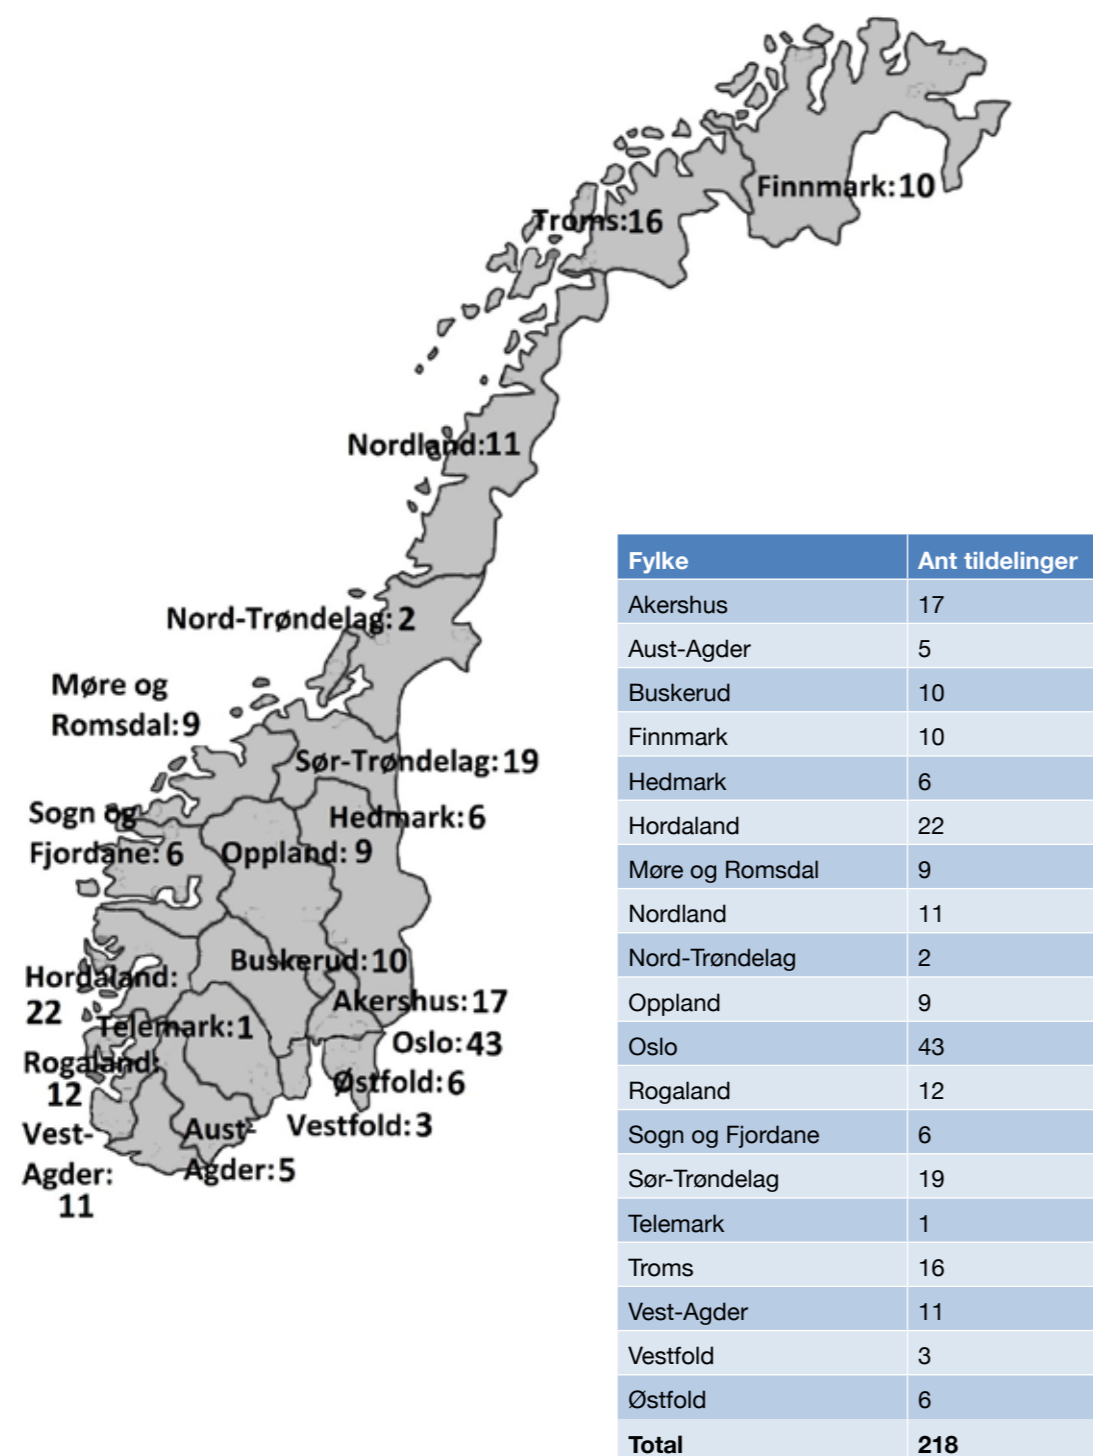 Finnmark: 10
Troms: 16
Nordland: 11
Nord-Trøndelag: 2
Møre og
Romsdal: 9
Sør-Trøndelag: 19
Sogn og
Fjordane: 6
Hedmark: 6
Oppland: 9
Buskerud: 10
Hordaland:
22
Akershus: 17
Telemark: 1
Oslo: 43
Rogaland:
12
Østfold: 6
Vestfold: 3
Vest-
Agder:
11
Aust-
Agder: 5
Fylke Ant tildelinger
Akershus 17
Aust-Agder 5
Buskerud 10
Finnmark 10
Hedmark 6
Hordaland 22
Møre og Romsdal 9
Nordland 11
Nord-Trøndelag 2
Oppland 9
Oslo 43
Rogaland 12
Sogn og Fjordane 6
Sør-Trøndelag 19
Telemark 1
Troms 16
Vest-Agder 11
Vestfold 3
Østfold 6
Total 218